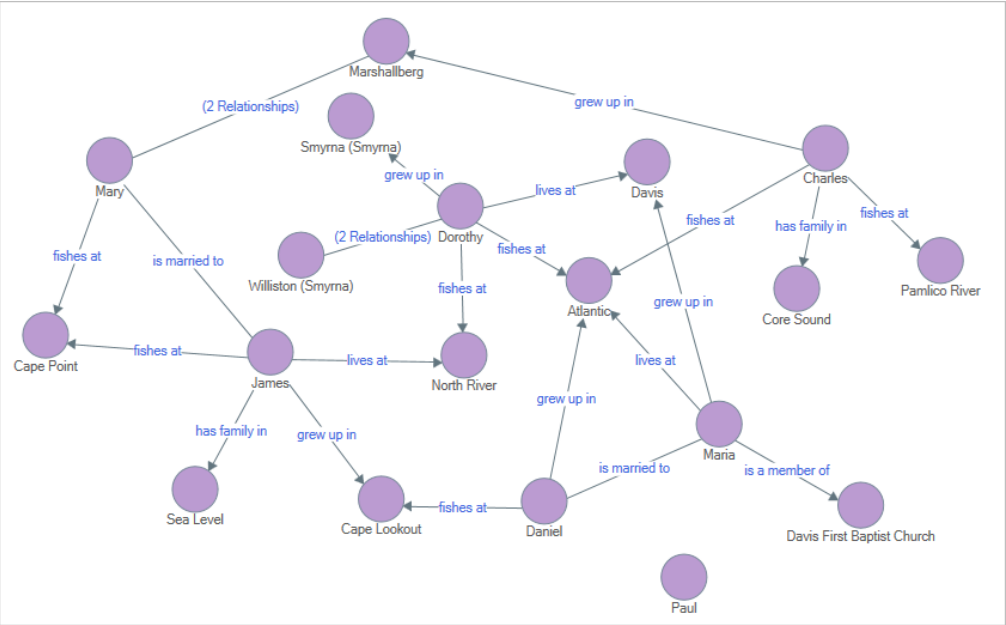 Marshallberg
(2 Relationships)
grew up in
Smyrna (Smyrna)
Mary
grew up in
lives at
Davis
Charles
fishes at
is married to
(2 Relationships)
Dorothy
fishes at
fishes at
has family in
fishes at
Williston (Smyrna)
fishes at
Atlantic
grew up in
Core Sound
Pamlico River
Cape Point
fishes at
James
lives at
North River
lives at
has family in
grew up in
grew up in
Maria
is married to
is a member of
Sea Level
Cape Lookout
fishes at
Daniel
Davis First Baptist Church
Paul